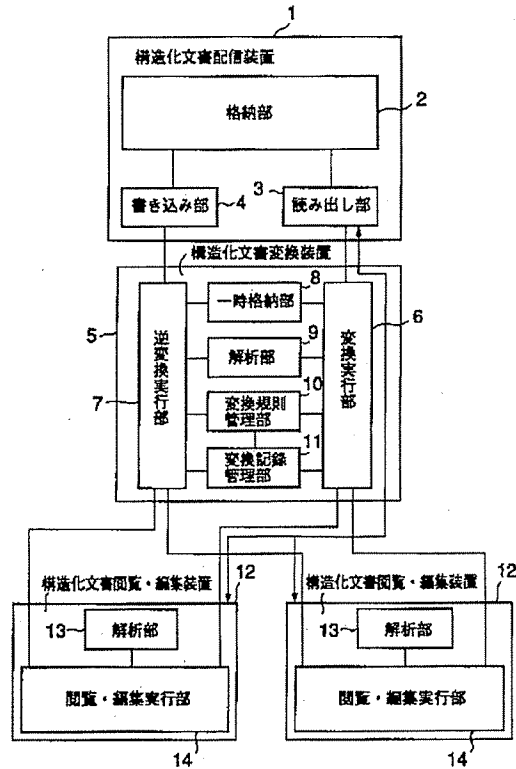 1
構造化文書配信装置
格納部
2
書き込み部
4
3
読み出し部
構造化文書変換装置
5
逆変換実行部
7
一時格納部
8
解析部
9
変換規則
管理部
10
変換記録
管理部
11
変換実行部
6
構造化文書閲覧・編集装置
12
13
解析部
閲覧・編集実行部
14
構造化文書閲覧・編集装置
12
13
解析部
閲覧・編集実行部
14